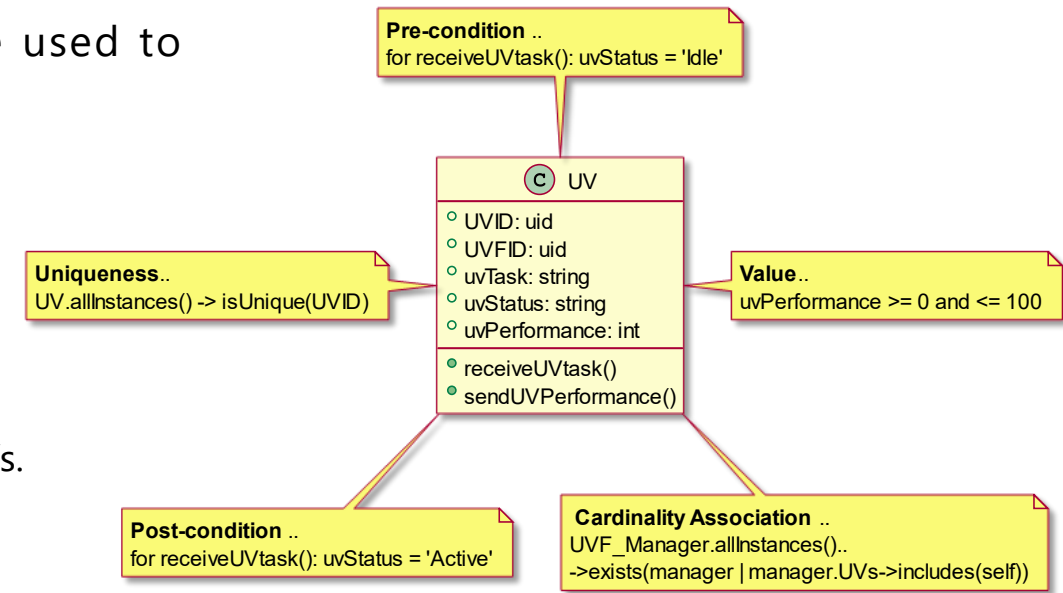 used to
Pre-condition ..
for receiveUVtask(): uvStatus = 'Idle'
C UV
UVID: uid
UVFID: uid
uvTask: string
uvStatus: string
uvPerformance: int
receiveUVtask()
sendUVPerformance()
Uniqueness..
UV.allInstances() -> isUnique(UVID)
Value..
uvPerformance >= 0 and <= 100
s.
Post-condition ..
for receiveUVtask(): uvStatus = 'Active'
Cardinality Association ..
UVF_Manager.allInstances()..
->exists(manager | manager.UVs->includes(self))